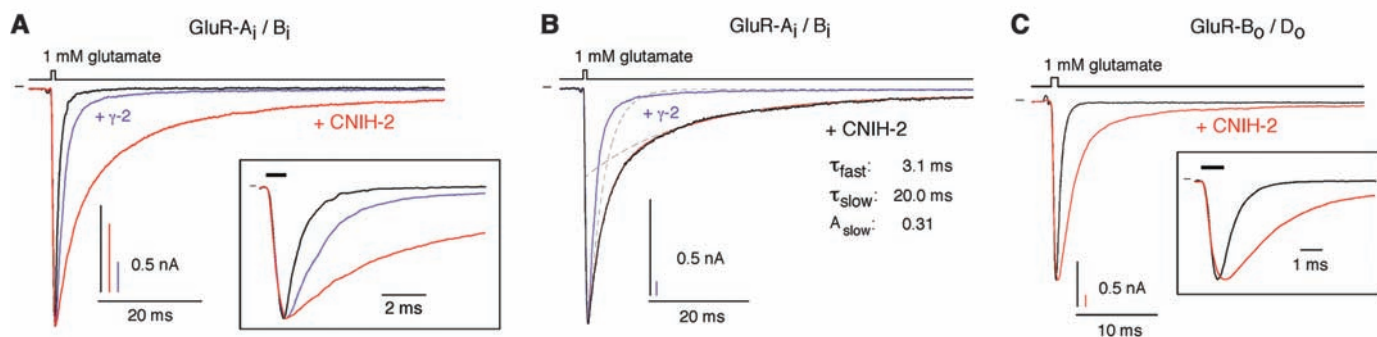 A
GluR-Ai / Bi
1 mM glutamate
+ γ-2
+ CNIH-2
0.5 nA
20 ms
2 ms
B
GluR-Ai / Bi
1 mM glutamate
+ γ-2
+ CNIH-2
τfast: 3.1 ms
τslow: 20.0 ms
Aslow: 0.31
0.5 nA
20 ms
C
GluR-Bo / Do
1 mM glutamate
+ CNIH-2
0.5 nA
10 ms
1 ms